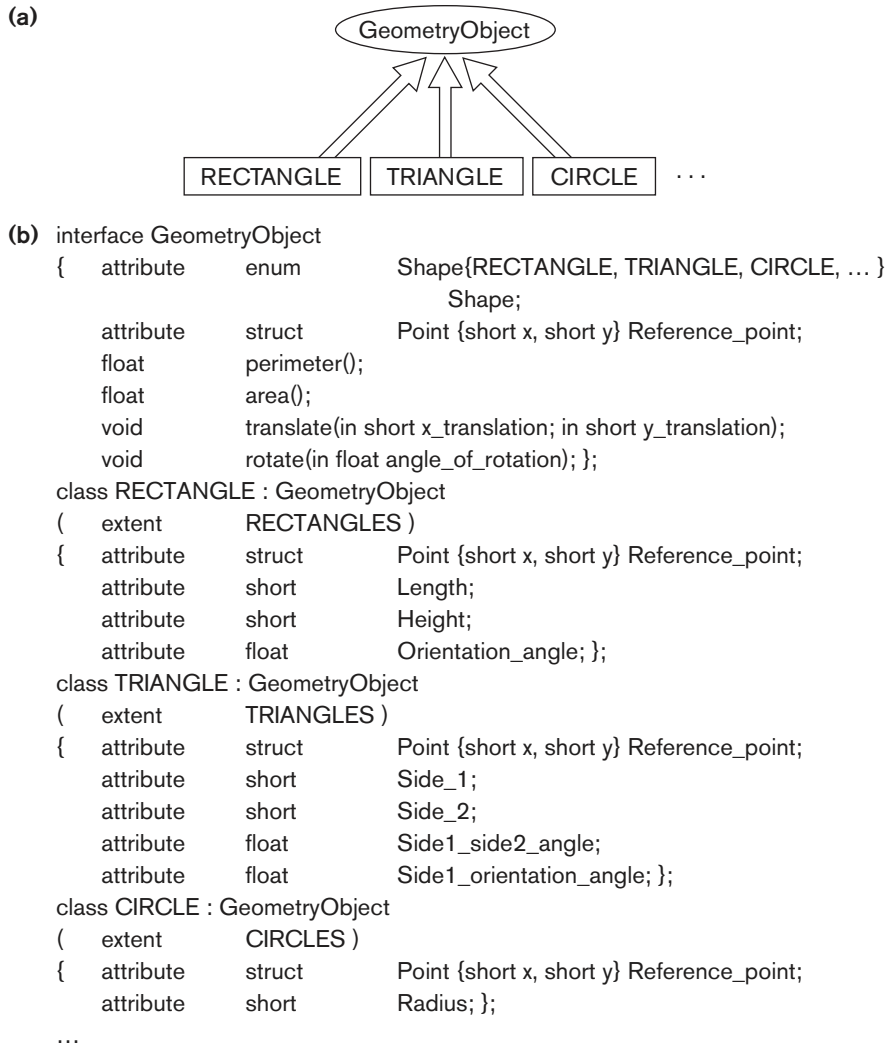 (a)
GeometryObject
RECTANGLE TRIANGLE CIRCLE . . .
(b) interface GeometryObject
{ attribute enum Shape{RECTANGLE, TRIANGLE, CIRCLE, … }
Shape;
attribute struct Point {short x, short y} Reference_point;
float perimeter();
float area();
void translate(in short x_translation; in short y_translation);
void rotate(in float angle_of_rotation); };
class RECTANGLE : GeometryObject
( extent RECTANGLES )
{ attribute struct Point {short x, short y} Reference_point;
attribute short Length;
attribute short Height;
attribute float Orientation_angle; };
class TRIANGLE : GeometryObject
( extent TRIANGLES )
{ attribute struct Point {short x, short y} Reference_point;
attribute short Side_1;
attribute short Side_2;
attribute float Side1_side2_angle;
attribute float Side1_orientation_angle; };
class CIRCLE : GeometryObject
( extent CIRCLES )
{ attribute struct Point {short x, short y} Reference_point;
attribute short Radius; };
…